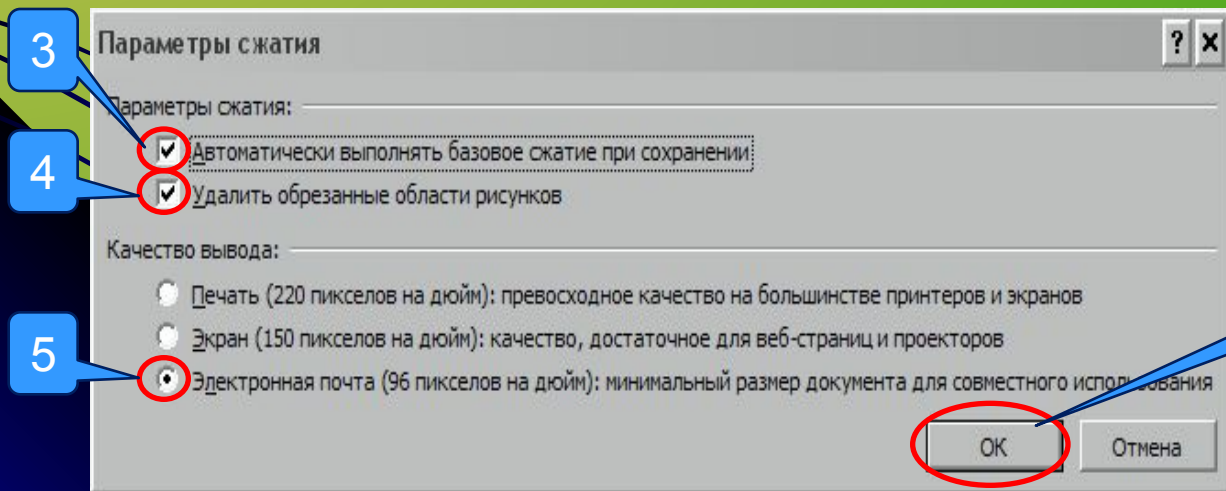 3
Параметры сжатия
?
Параметры сжатия:
Автоматически выполнять базовое сжатие при сохранении
4
Удалить обрезанные области рисунков
Качество вывода:
Печать (220 пикселов на дюйм): превосходное качество на большинстве принтеров и экранов
Экран (150 пикселов на дюйм): качество, достаточное для веб-страниц и проекторов
5
Электронная почта (96 пикселов на дюйм): минимальный размер документа для совместного использования
ОК
Отмена